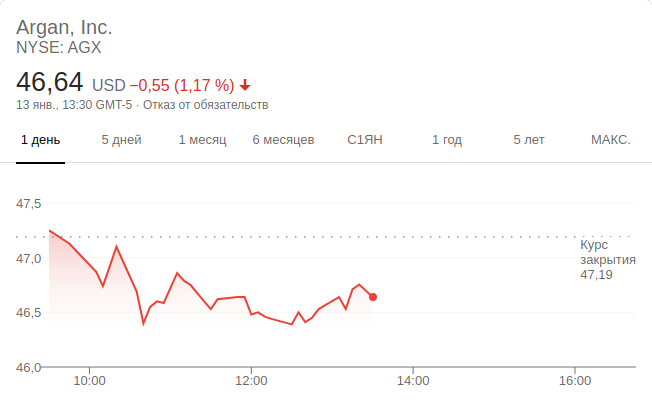 Argan, Inc.
NYSE: AGX
46,64 USD −0,55 (1,17 %)
13 янв., 13:30 GMT-5 · Отказ от обязательств
1 день 5 дней 1 месяц 6 месяцев С1ЯН 1 год 5 лет МАКС.
47,5
Курс
закрытия
47,19
47,0
46,5
46,0
10:00 12:00 14:00 16:00